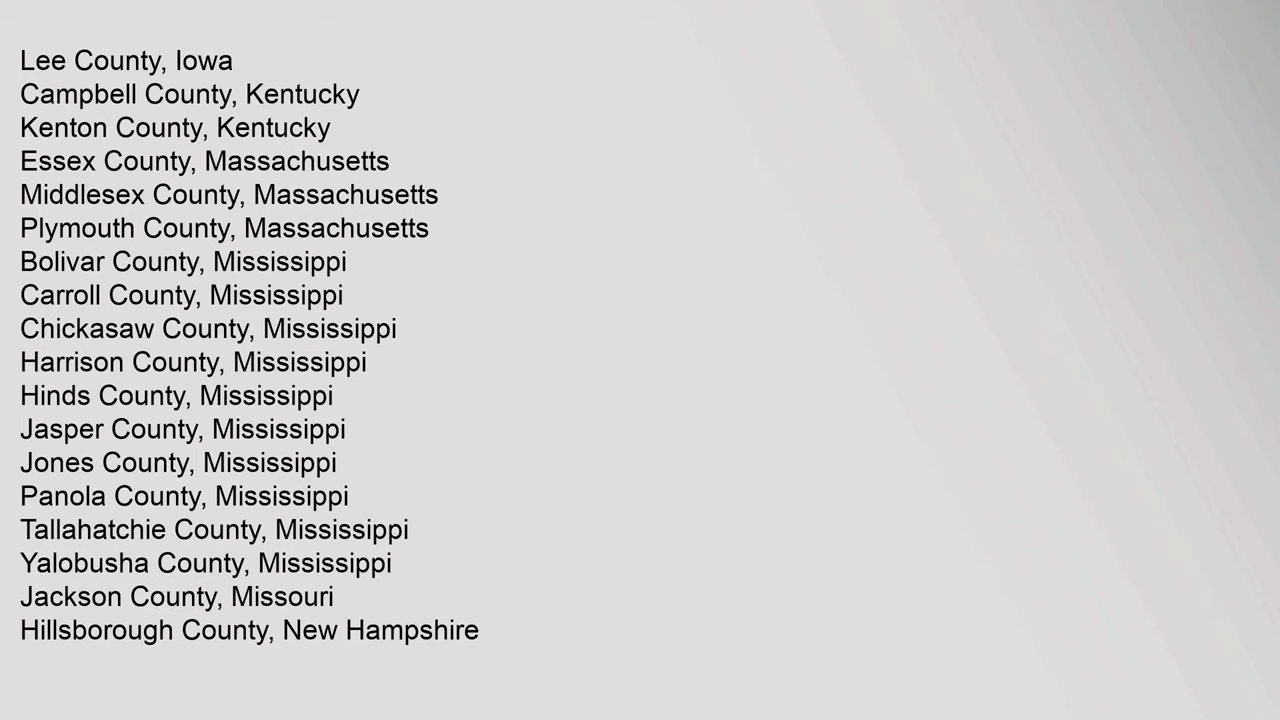 Lee County, Iowa
Campbell County, Kentucky
Kenton County, Kentucky
Essex County, Massachusetts
Middlesex County, Massachusetts
Plymouth County, Massachusetts
Bolivar County, Mississippi
Carroll County, Mississippi
Chickasaw County, Mississippi
Harrison County, Mississippi
Hinds County, Mississippi
Jasper County, Mississippi
Jones County, Mississippi
Panola County, Mississippi
Tallahatchie County, Mississippi
Yalobusha County, Mississippi
Jackson County, Missouri
Hillsborough County, New Hampshire